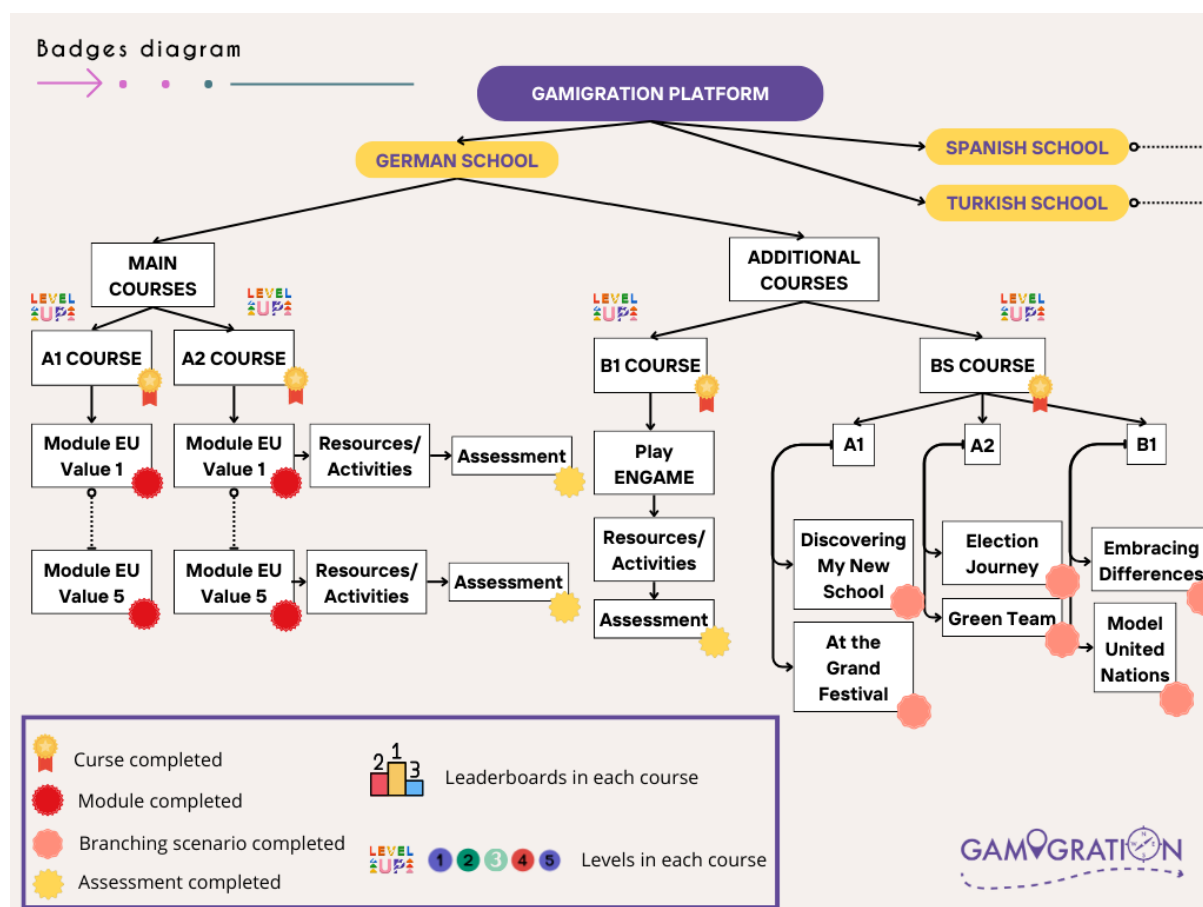 Badges diagram
GAMIGRATION PLATFORM
GERMAN SCHOOL
SPANISH SCHOOL
TURKISH SCHOOL
MAIN
COURSES
ADDITIONAL
COURSES
LEVEL
UP!
LEVEL
UP!
LEVEL
UP!
LEVEL
UP!
A1 COURSE
A2 COURSE
B1 COURSE
BS COURSE
Module EU
Value 1
Module EU
Value 1
Resources/
Activities
Assessment
Play
ENGAME
A1
A2
B1
Module EU
Value 5
Module EU
Value 5
Resources/
Activities
Assessment
Resources/
Activities
Assessment
Discovering
My New
School
At the
Grand
Festival
Election
Journey
Green Team
Embracing
Differences
Model
United
Nations
Curse completed
Module completed
Branching scenario completed
Assessment completed
2 1 3
Leaderboards in each course
LEVEL
UP!
1 2 3 4 5
Levels in each course
GAMIGRATION
N
E
S
W